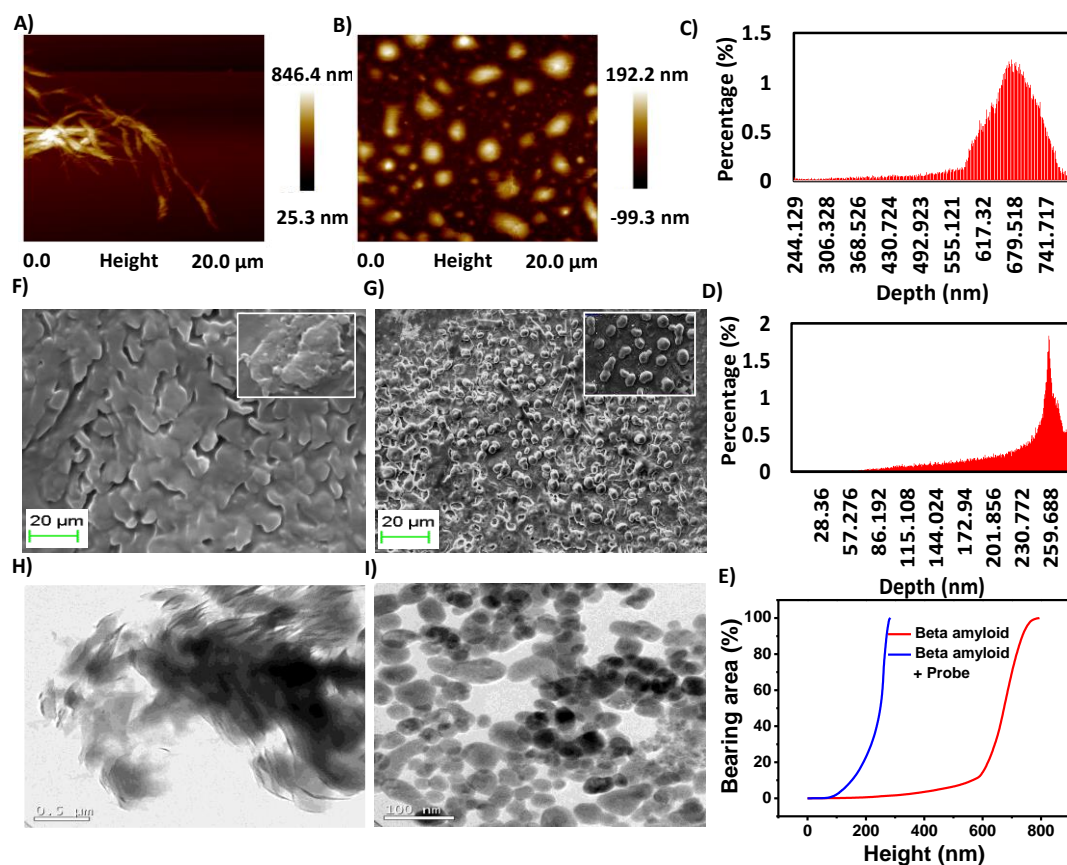 A)
846.4 nm
25.3 nm
0.0 Height 20.0 µm
B)
192.2 nm
-99.3 nm
0.0 Height 20.0 µm
C)
Percentage (%)
1.5
1
0.5
0
244.129
306.328
368.526
430.724
492.923
555.121
617.32
679.518
741.717
Depth (nm)
F)
20 µm
G)
20 µm
D)
Percentage (%)
2
1.5
1
0.5
0
28.36
57.276
86.192
115.108
144.024
172.94
201.856
230.772
259.688
Depth (nm)
H)
0.5 µm
I)
100 nm
E)
Bearing area (%)
100
80
60
40
20
0
Beta amyloid
Beta amyloid
+ Probe
0 200 400 600 800
Height (nm)